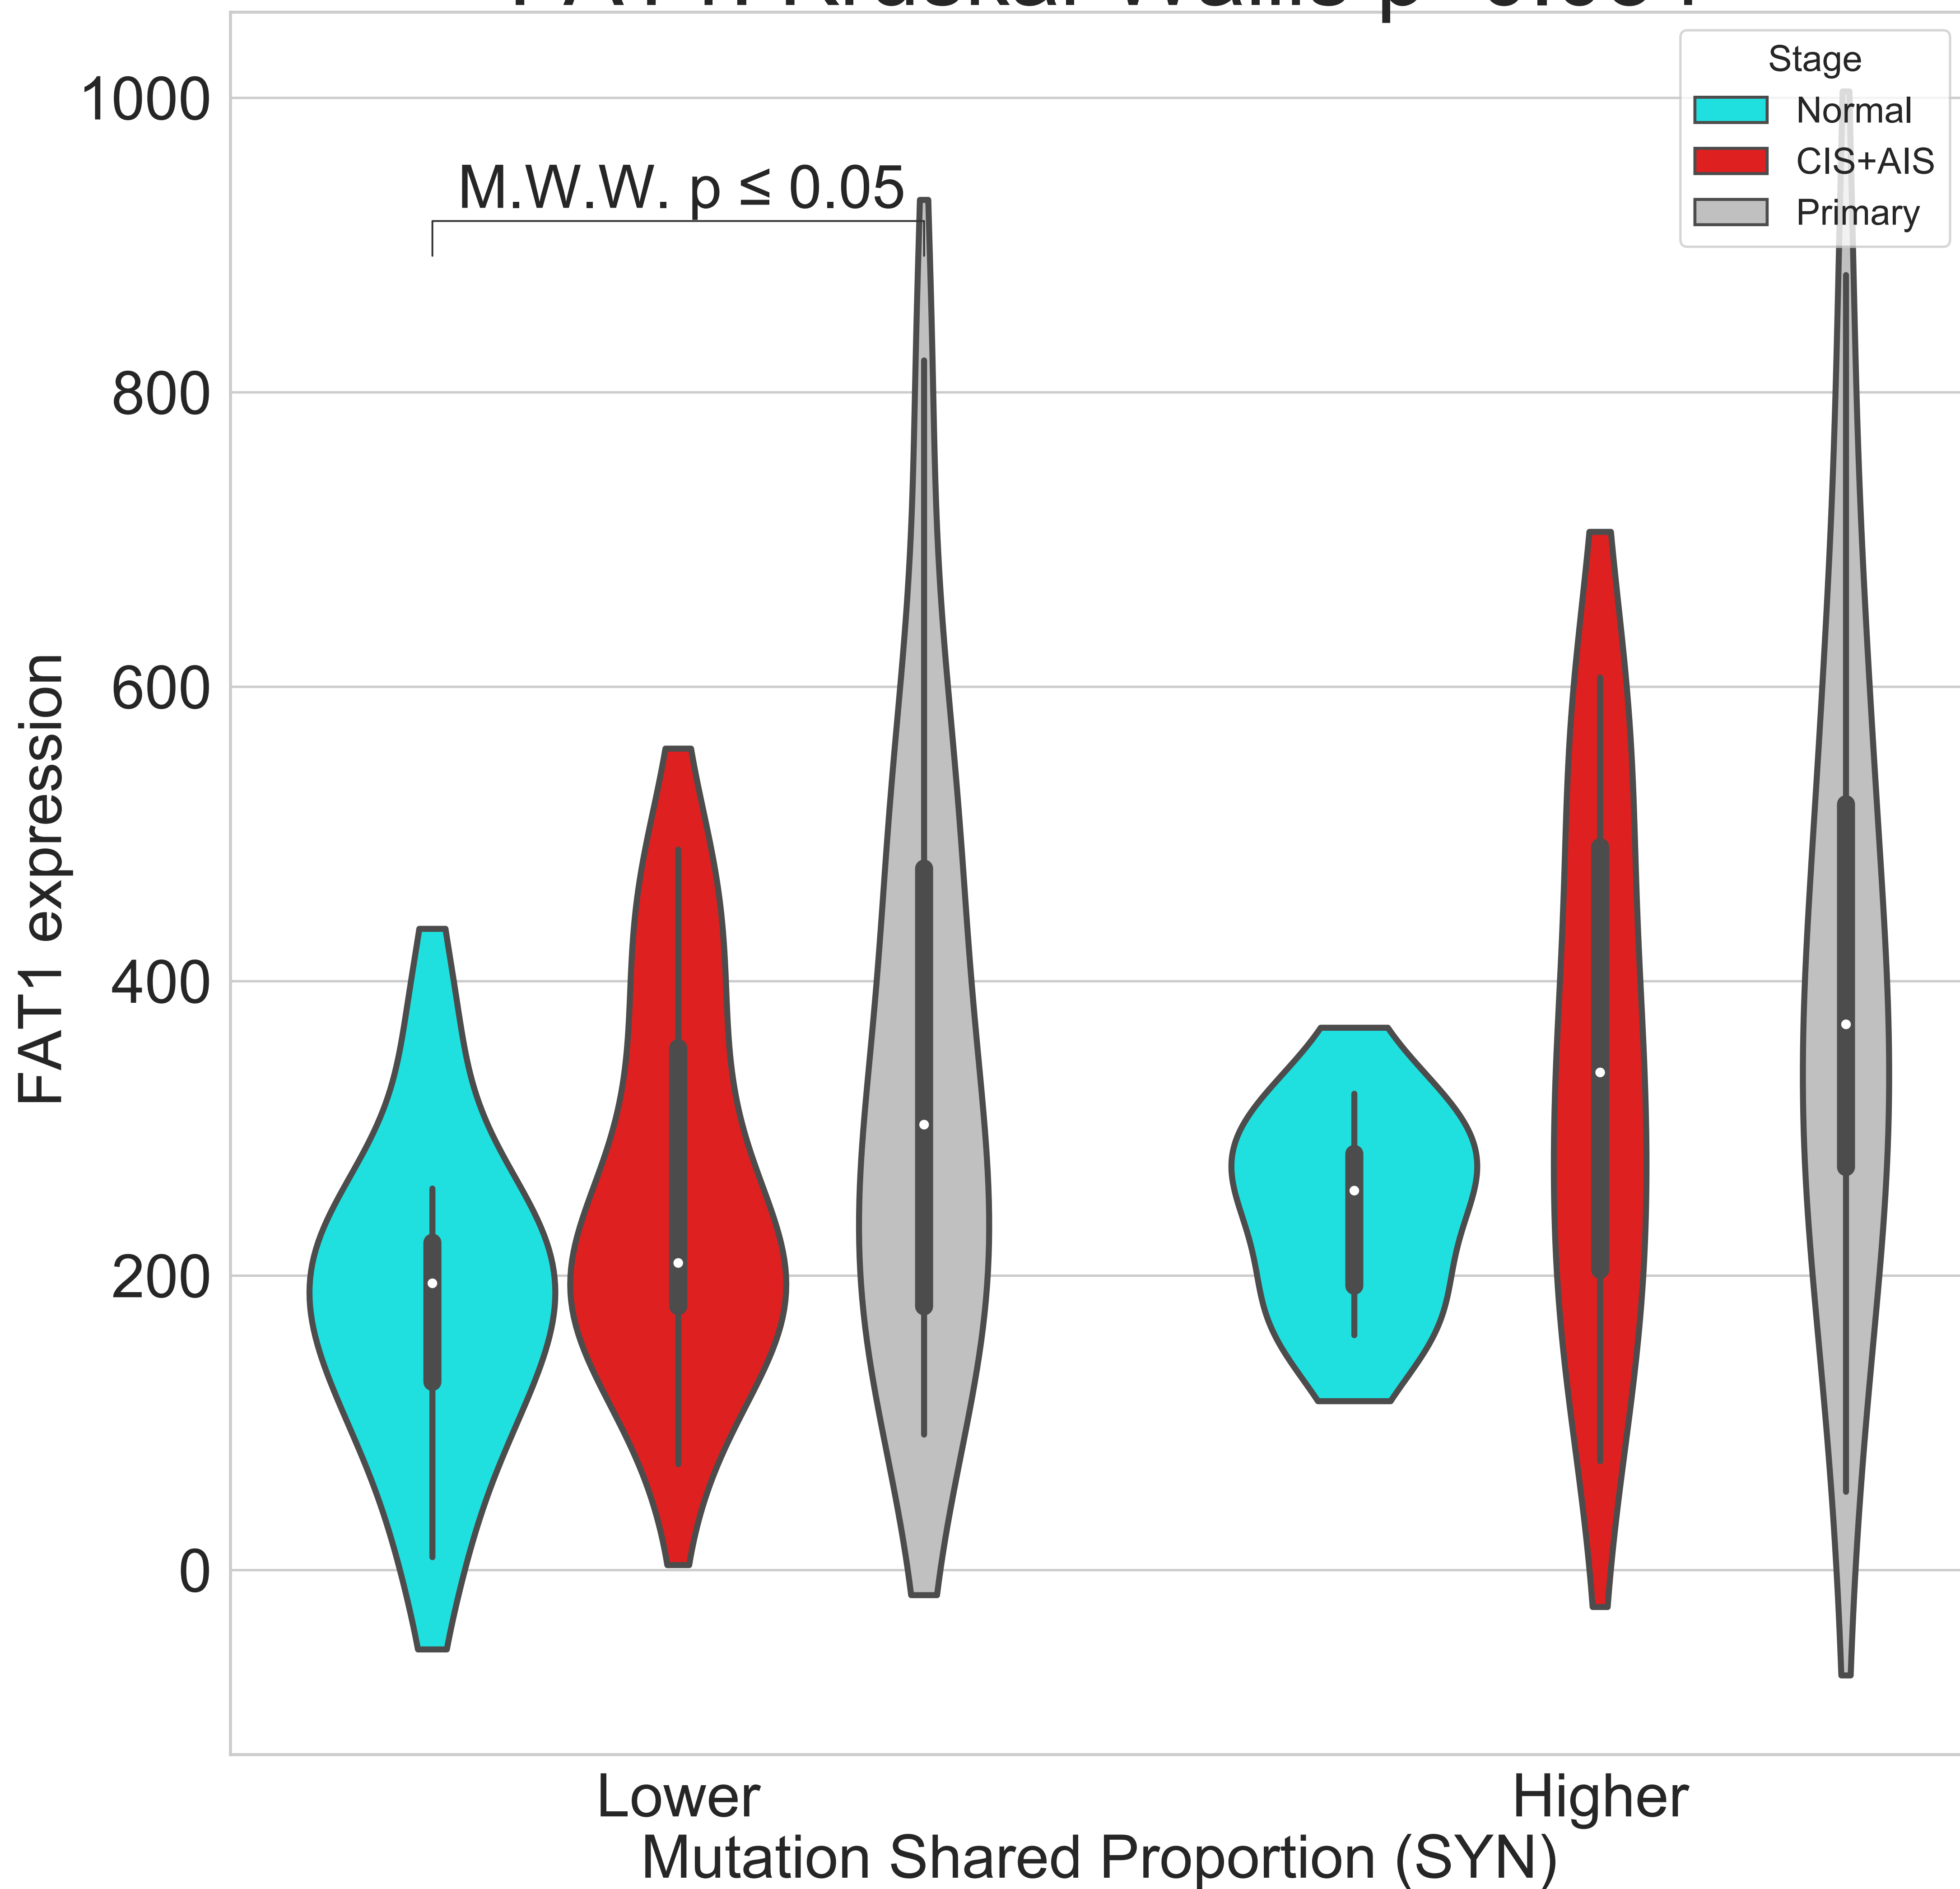 Stage
Normal
CIS+AIS
Primary
M.W.W. p ≤ 0.05
1000
800
600
400
200
0
FAT1 expression
Lower
Higher
Mutation Shared Proportion (SYN)